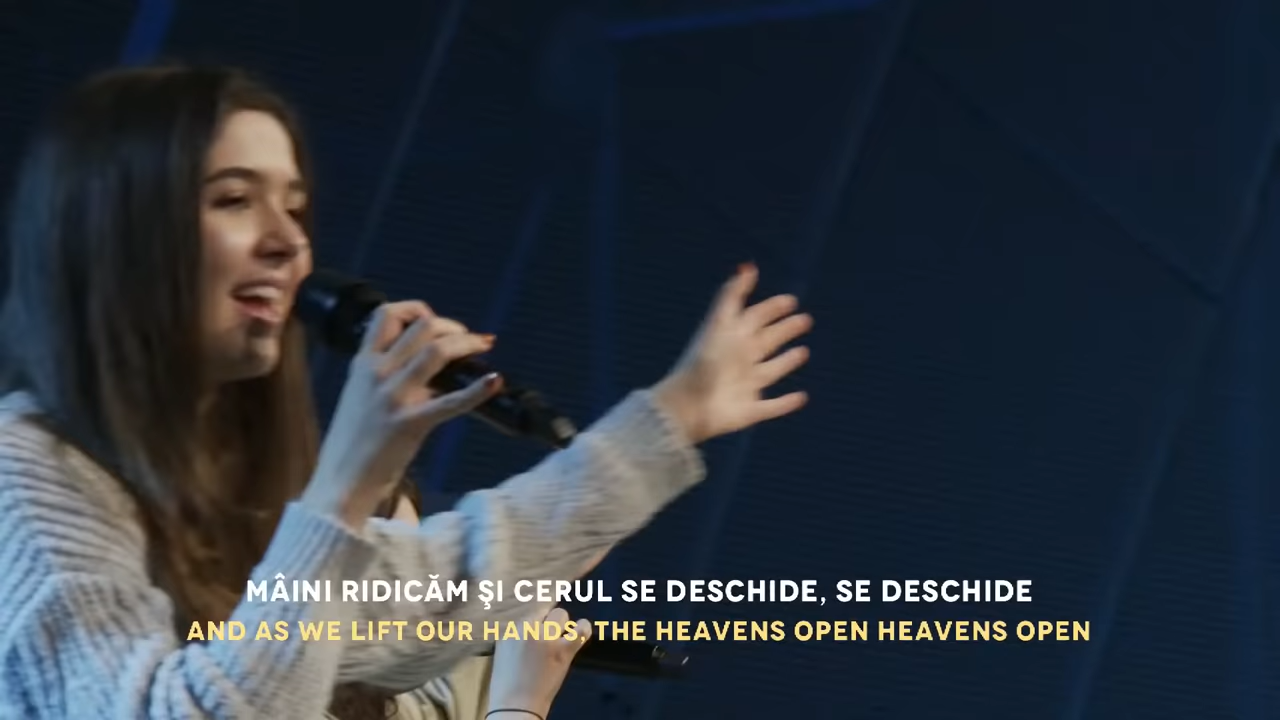 MÂINI RIDICĂM ŞI CERUL SE DESCHIDE, SE DESCHIDE
AND AS WE LIFT OUR HANDS, THE HEAVENS OPEN HEAVENS OPEN